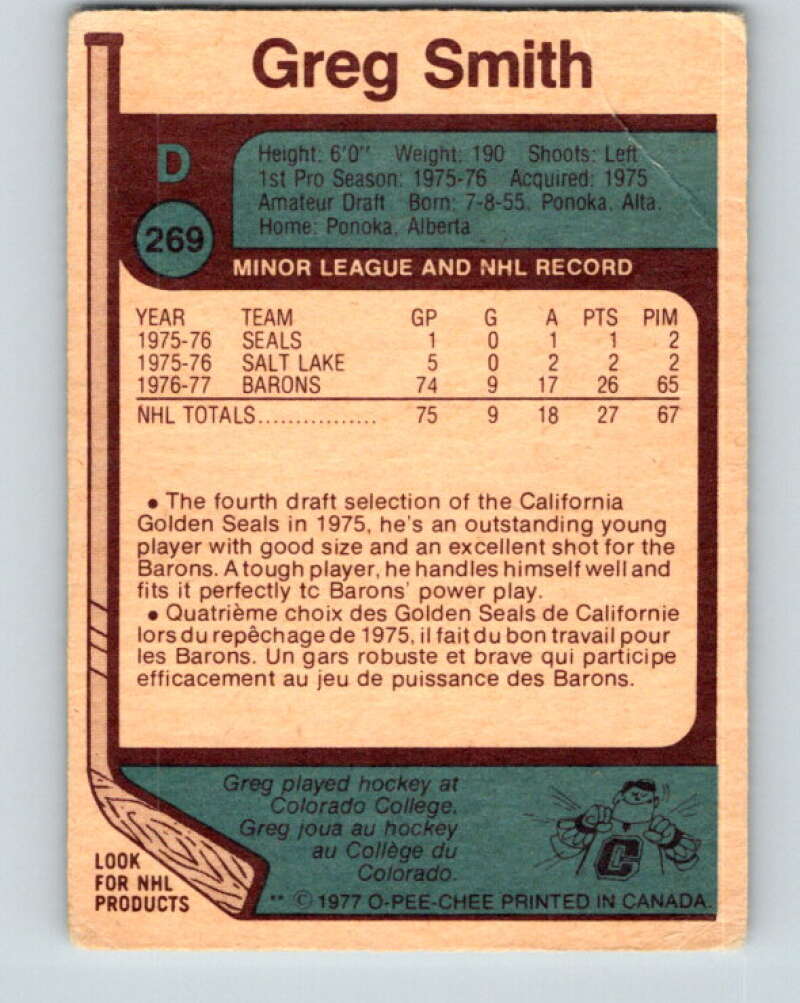 Greg Smith
D
269
Height: 6'0" Weight: 190 Shoots: Left
1st Pro Season: 1975-76 Acquired: 1975
Amateur Draft Born: 7-8-55. Ponoka. Alta.
Home: Ponoka, Alberta
MINOR LEAGUE AND NHL RECORD
YEAR TEAM GP G A PTS PIM
1975-76 SEALS 1 0 1 1 2
1975-76 SALT LAKE 5 0 2 2 2
1976-77 BARONS 74 9 17 26 65
NHL TOTALS................ 75 9 18 27 67
• The fourth draft selection of the California
Golden Seals in 1975, he's an outstanding young
player with good size and an excellent shot for the
Barons. A tough player, he handles himself well and
fits it perfectly tc Barons' power play.
• Quatrième choix des Golden Seals de Californie
lors du repêchage de 1975, il fait du bon travail pour
les Barons. Un gars robuste et brave qui participe
efficacement au jeu de puissance des Barons.
Greg played hockey at
Colorado College.
Greg joua au hockey
au Collège du
Colorado.
C
LOOK
FOR NHL
PRODUCTS
** © 1977 O-PEE-CHEE PRINTED IN CANADA.